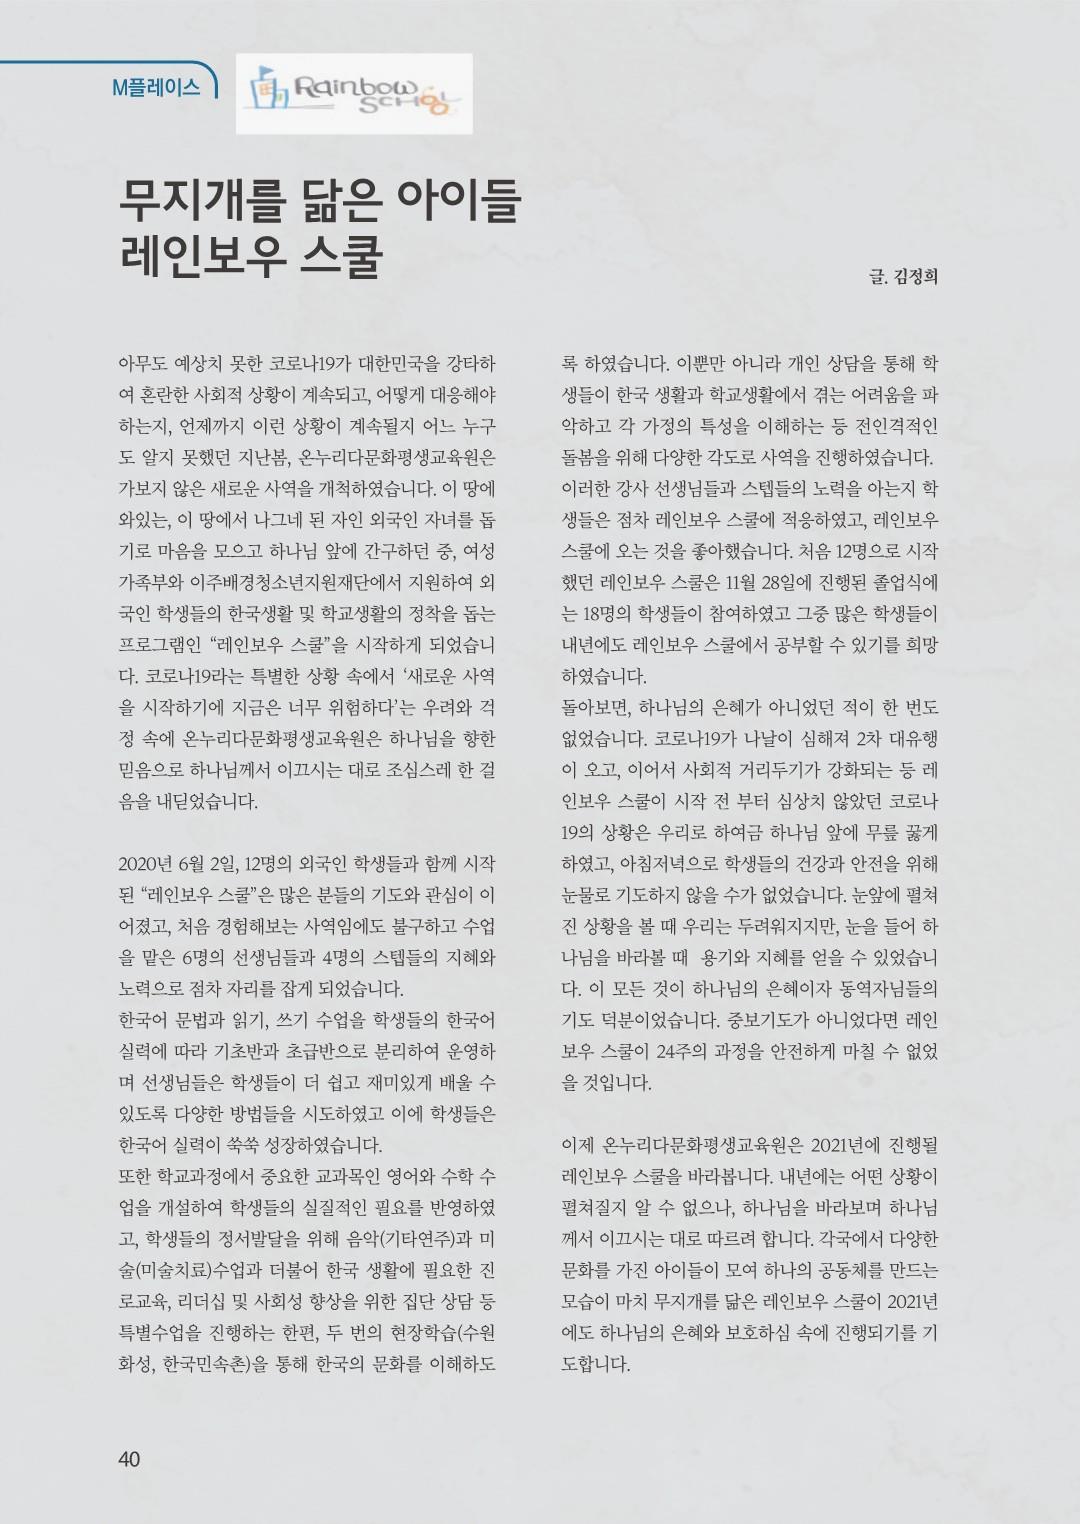 M플레이스
Rainbow
SCHOOL
무지개를 닮은 아이들
레인보우 스쿨
글. 김정희
아무도 예상치 못한 코로나19가 대한민국을 강타하
여 혼란한 사회적 상황이 계속되고, 어떻게 대응해야
하는지, 언제까지 이런 상황이 계속될지 어느 누구
도 알지 못했던 지난봄, 온누리다문화평생교육원은
가보지 않은 새로운 사역을 개척하였습니다. 이 땅에
와있는, 이 땅에서 나그네 된 자인 외국인 자녀를 돕
기로 마음을 모으고 하나님 앞에 간구하던 중, 여성
가족부와 이주배경청소년지원재단에서 지원하여 외
국인 학생들의 한국생활 및 학교생활의 정착을 돕는
프로그램인 “레인보우 스쿨”을 시작하게 되었습니
다. 코로나19라는 특별한 상황 속에서 ‘새로운 사역
을 시작하기에 지금은 너무 위험하다’는 우려와 걱
정 속에 온누리다문화평생교육원은 하나님을 향한
믿음으로 하나님께서 이끄시는 대로 조심스레 한 걸
음을 내딛었습니다.
2020년 6월 2일, 12명의 외국인 학생들과 함께 시작
된 “레인보우 스쿨”은 많은 분들의 기도와 관심이 이
어졌고, 처음 경험해보는 사역임에도 불구하고 수업
을 맡은 6명의 선생님들과 4명의 스텝들의 지혜와
노력으로 점차 자리를 잡게 되었습니다.
한국어 문법과 읽기, 쓰기 수업을 학생들의 한국어
실력에 따라 기초반과 초급반으로 분리하여 운영하
며 선생님들은 학생들이 더 쉽고 재미있게 배울 수
있도록 다양한 방법들을 시도하였고 이에 학생들은
한국어 실력이 쑥쑥 성장하였습니다.
또한 학교과정에서 중요한 교과목인 영어와 수학 수
업을 개설하여 학생들의 실질적인 필요를 반영하였
고, 학생들의 정서발달을 위해 음악(기타연주)과 미
술(미술치료)수업과 더불어 한국 생활에 필요한 진
로교육, 리더십 및 사회성 향상을 위한 집단 상담 등
특별수업을 진행하는 한편, 두 번의 현장학습(수원
화성, 한국민속촌)을 통해 한국의 문화를 이해하도
록 하였습니다. 이뿐만 아니라 개인 상담을 통해 학
생들이 한국 생활과 학교생활에서 겪는 어려움을 파
악하고 각 가정의 특성을 이해하는 등 전인격적인
돌봄을 위해 다양한 각도로 사역을 진행하였습니다.
이러한 강사 선생님들과 스텝들의 노력을 아는지 학
생들은 점차 레인보우 스쿨에 적응하였고, 레인보우
스쿨에 오는 것을 좋아했습니다. 처음 12명으로 시작
했던 레인보우 스쿨은 11월 28일에 진행된 졸업식에
는 18명의 학생들이 참여하였고 그중 많은 학생들이
내년에도 레인보우 스쿨에서 공부할 수 있기를 희망
하였습니다.
돌아보면, 하나님의 은혜가 아니었던 적이 한 번도
없었습니다. 코로나19가 나날이 심해져 2차 대유행
이 오고, 이어서 사회적 거리두기가 강화되는 등 레
인보우 스쿨이 시작 전 부터 심상치 않았던 코로나
19의 상황은 우리로 하여금 하나님 앞에 무릎 꿇게
하였고, 아침저녁으로 학생들의 건강과 안전을 위해
눈물로 기도하지 않을 수가 없었습니다. 눈앞에 펼쳐
진 상황을 볼 때 우리는 두려워지지만, 눈을 들어 하
나님을 바라볼 때  용기와 지혜를 얻을 수 있었습니
다. 이 모든 것이 하나님의 은혜이자 동역자님들의
기도 덕분이었습니다. 중보기도가 아니었다면 레인
보우 스쿨이 24주의 과정을 안전하게 마칠 수 없었
을 것입니다.
이제 온누리다문화평생교육원은 2021년에 진행될
레인보우 스쿨을 바라봅니다. 내년에는 어떤 상황이
펼쳐질지 알 수 없으나, 하나님을 바라보며 하나님
께서 이끄시는 대로 따르려 합니다. 각국에서 다양한
문화를 가진 아이들이 모여 하나의 공동체를 만드는
모습이 마치 무지개를 닮은 레인보우 스쿨이 2021년
에도 하나님의 은혜와 보호하심 속에 진행되기를 기
도합니다.
40